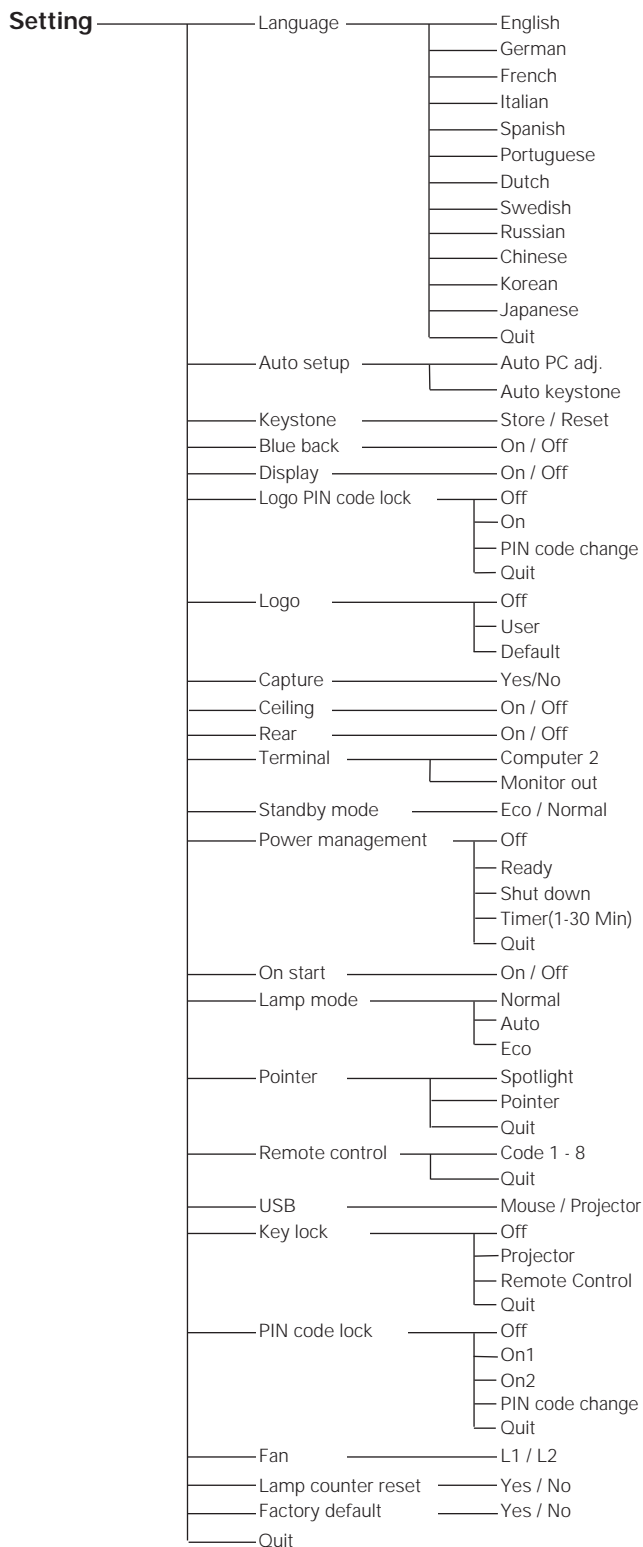 Setting Language English
German
French
Italian
Spanish
Portuguese
Dutch
Swedish
Russian
Chinese
Korean
Japanese
Quit
Auto setup Auto PC adj.
Auto keystone
Keystone Store / Reset
Blue back On / Off
Display On / Off
Logo PIN code lock Off
On
PIN code change
Quit
Logo Off
User
Default
Capture Yes/No
Ceiling On / Off
Rear On / Off
Terminal Computer 2
Monitor out
Standby mode Eco / Normal
Power management Off
Ready
Shut down
Timer(1-30 Min)
Quit
On start On / Off
Lamp mode Normal
Auto
Eco
Pointer Spotlight
Pointer
Quit
Remote control Code 1 - 8
Quit
USB Mouse / Projector
Key lock Off
Projector
Remote Control
Quit
PIN code lock Off
On1
On2
PIN code change
Quit
Fan L1 / L2
Lamp counter reset Yes / No
Factory default Yes / No
Quit